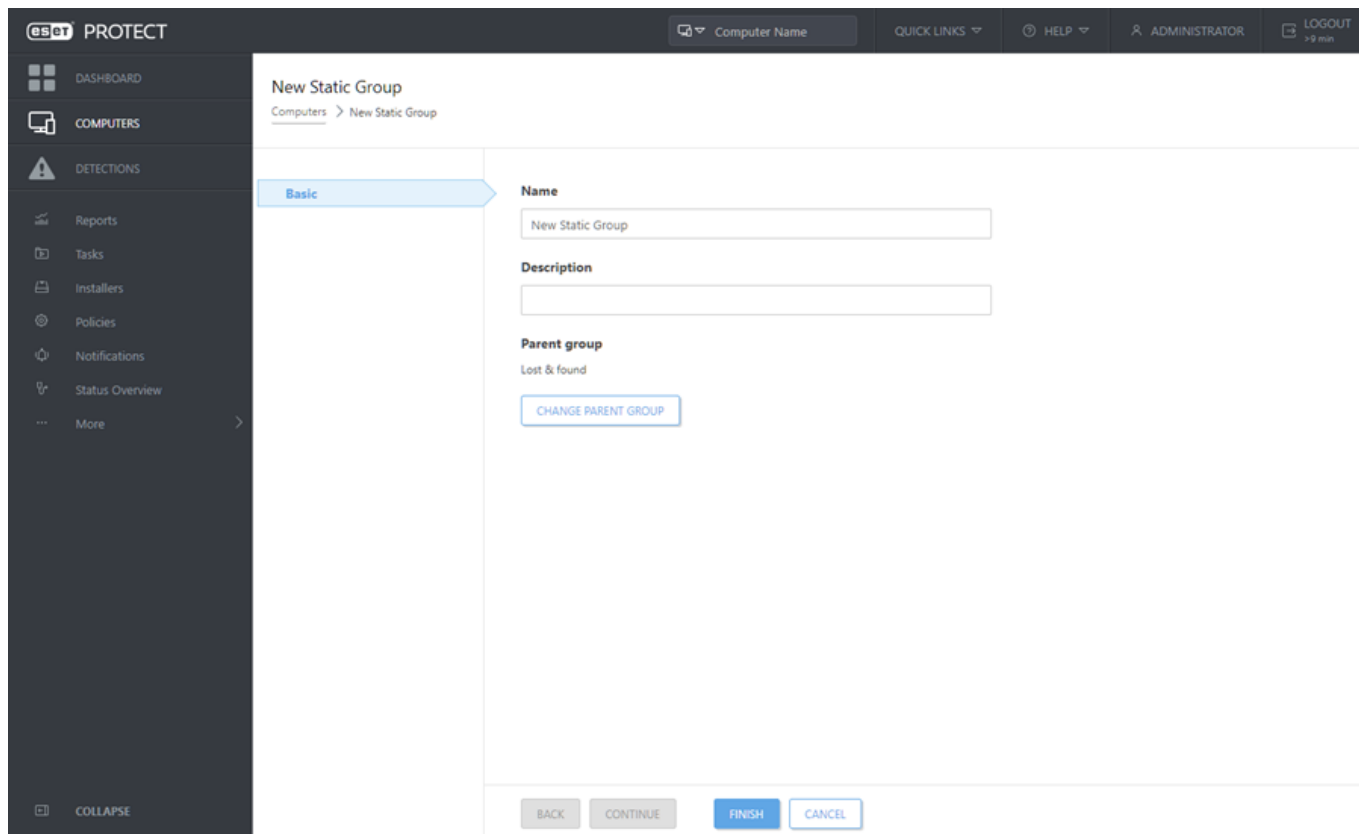 eset PROTECT
Computer Name
QUICK LINKS
HELP
ADMINISTRATOR
LOGOUT
>9 min
DASHBOARD
COMPUTERS
DETECTIONS
Reports
Tasks
Installers
Policies
Notifications
Status Overview
More
COLLAPSE
New Static Group
Computers > New Static Group
Basic
Name
New Static Group
Description
Parent group
Lost & found
CHANGE PARENT GROUP
BACK CONTINUE FINISH CANCEL